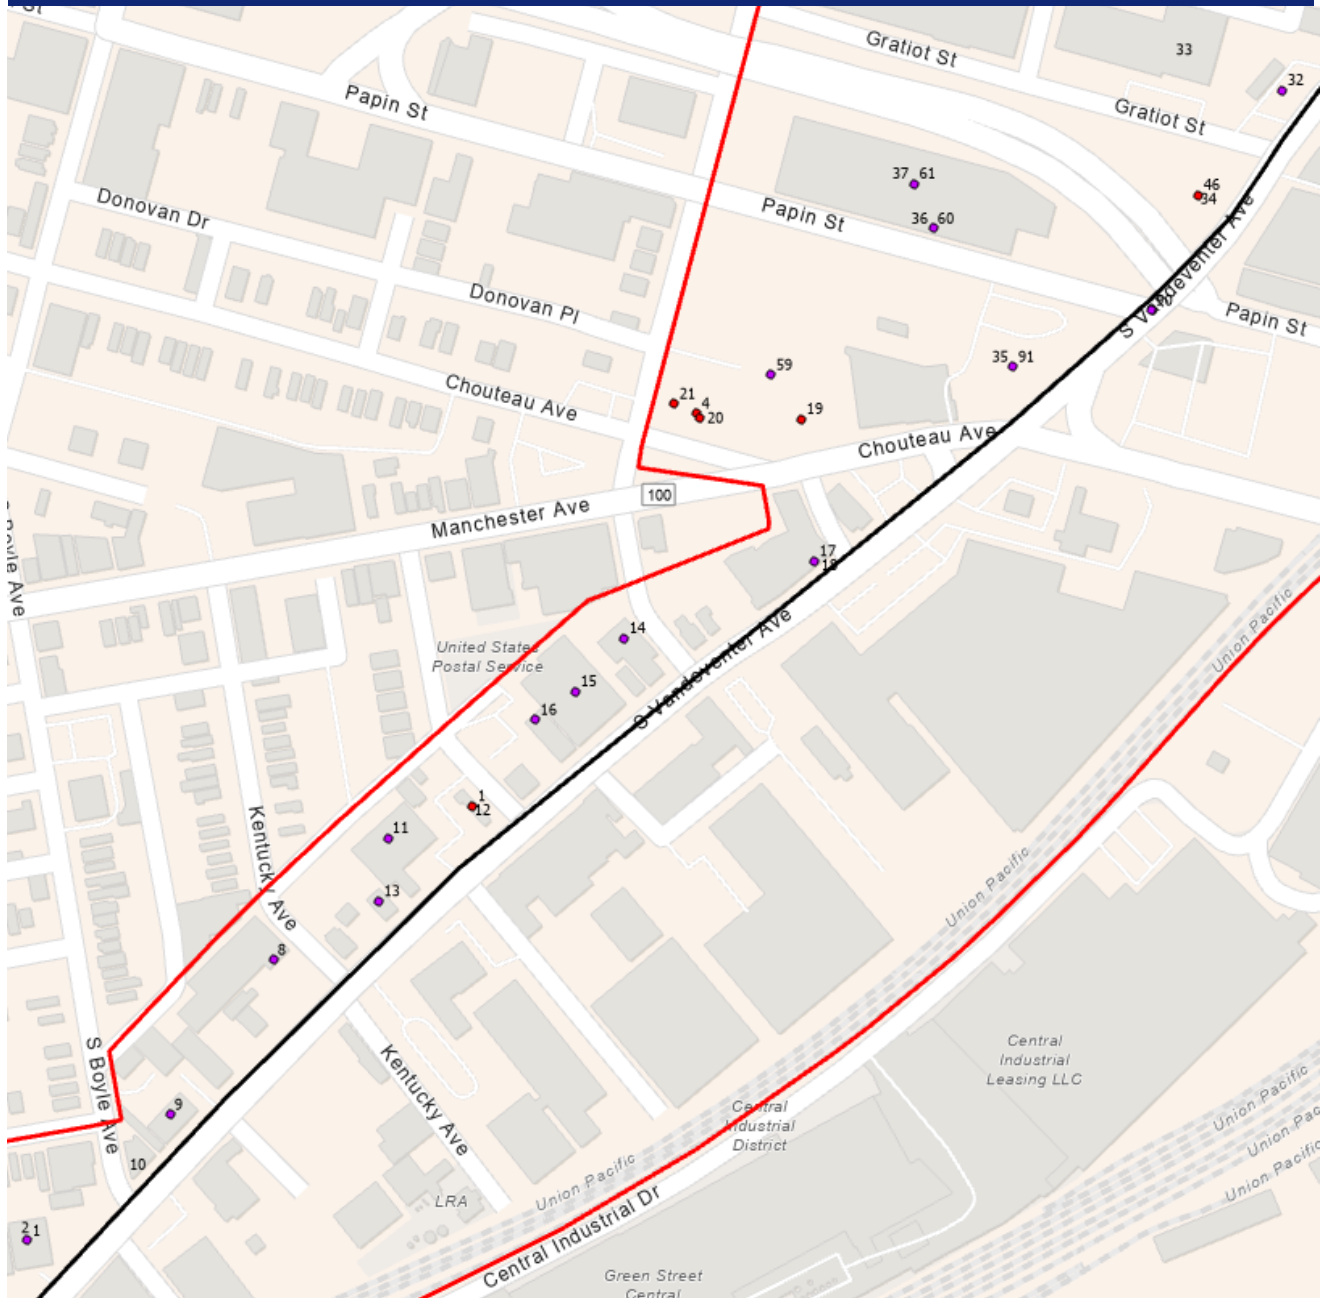 St
Gratiot St
33
32
Papin St
Gratiot St
37 61
46
34
Donovan Dr
Papin St
36 60
S Vandeventer Ave
Donovan Pl
Papin St
35 91
59
Chouteau Ave
21
4
20
19
Chouteau Ave
100
Manchester Ave
Boyle Ave
17
18
Union Pacific
United States
Postal Service
14
S Vandeventer Ave
15
16
1
12
Kentucky Ave
11
Union Pacific
13
8
S Boyle Ave
Kentucky Ave
Central
Industrial
Leasing LLC
9
Central
Industrial
District
Union Pacific
Union Pac
10
Union Pacific
Union Pacific
LRA
Central Industrial Dr
2 1
Green Street
Central